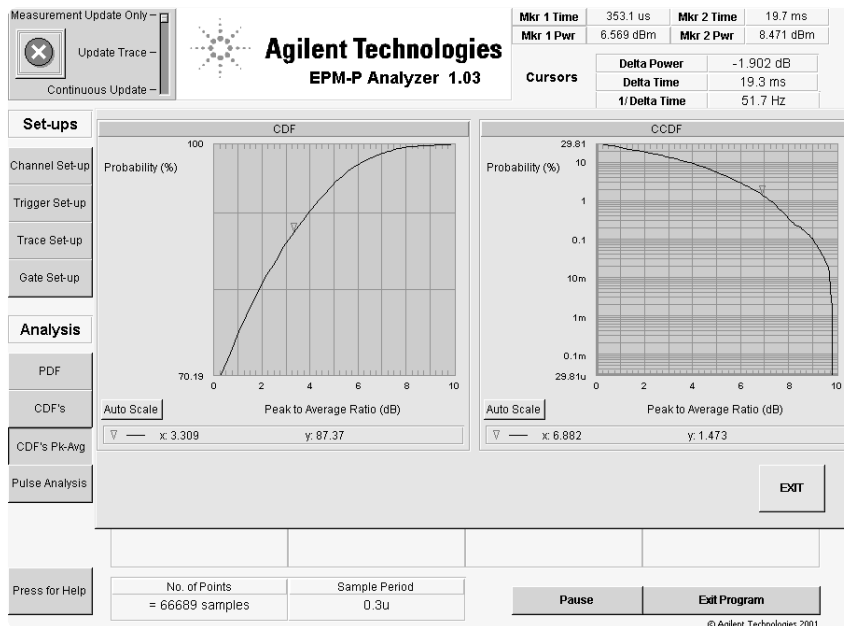 Measurement Update Only
Update Trace
Continuous Update
Agilent Technologies
EPM-P Analyzer 1.03
Mkr 1 Time 353.1 us Mkr 2 Time 19.7 ms
Mkr 1 Pwr 6.569 dBm Mkr 2 Pwr 8.471 dBm
Cursors
Delta Power -1.902 dB
Delta Time 19.3 ms
1/Delta Time 51.7 Hz
Set-ups
Channel Set-up
Trigger Set-up
Trace Set-up
Gate Set-up
Analysis
PDF
CDF's
CDF's Pk-Avg
Pulse Analysis
Press for Help
CDF
100
Probability (%)
70.19
0 2 4 6 8 10
Auto Scale
Peak to Average Ratio (dB)
x: 3.309 y: 87.37
CCDF
29.81
Probability (%)
10
1
0.1
10m
1m
0.1m
29.81u
0 2 4 6 8 10
Auto Scale
Peak to Average Ratio (dB)
x: 6.882 y: 1.473
EXIT
No. of Points
= 66689 samples
Sample Period
0.3u
Pause
Exit Program
© Agilent Technologies 2001